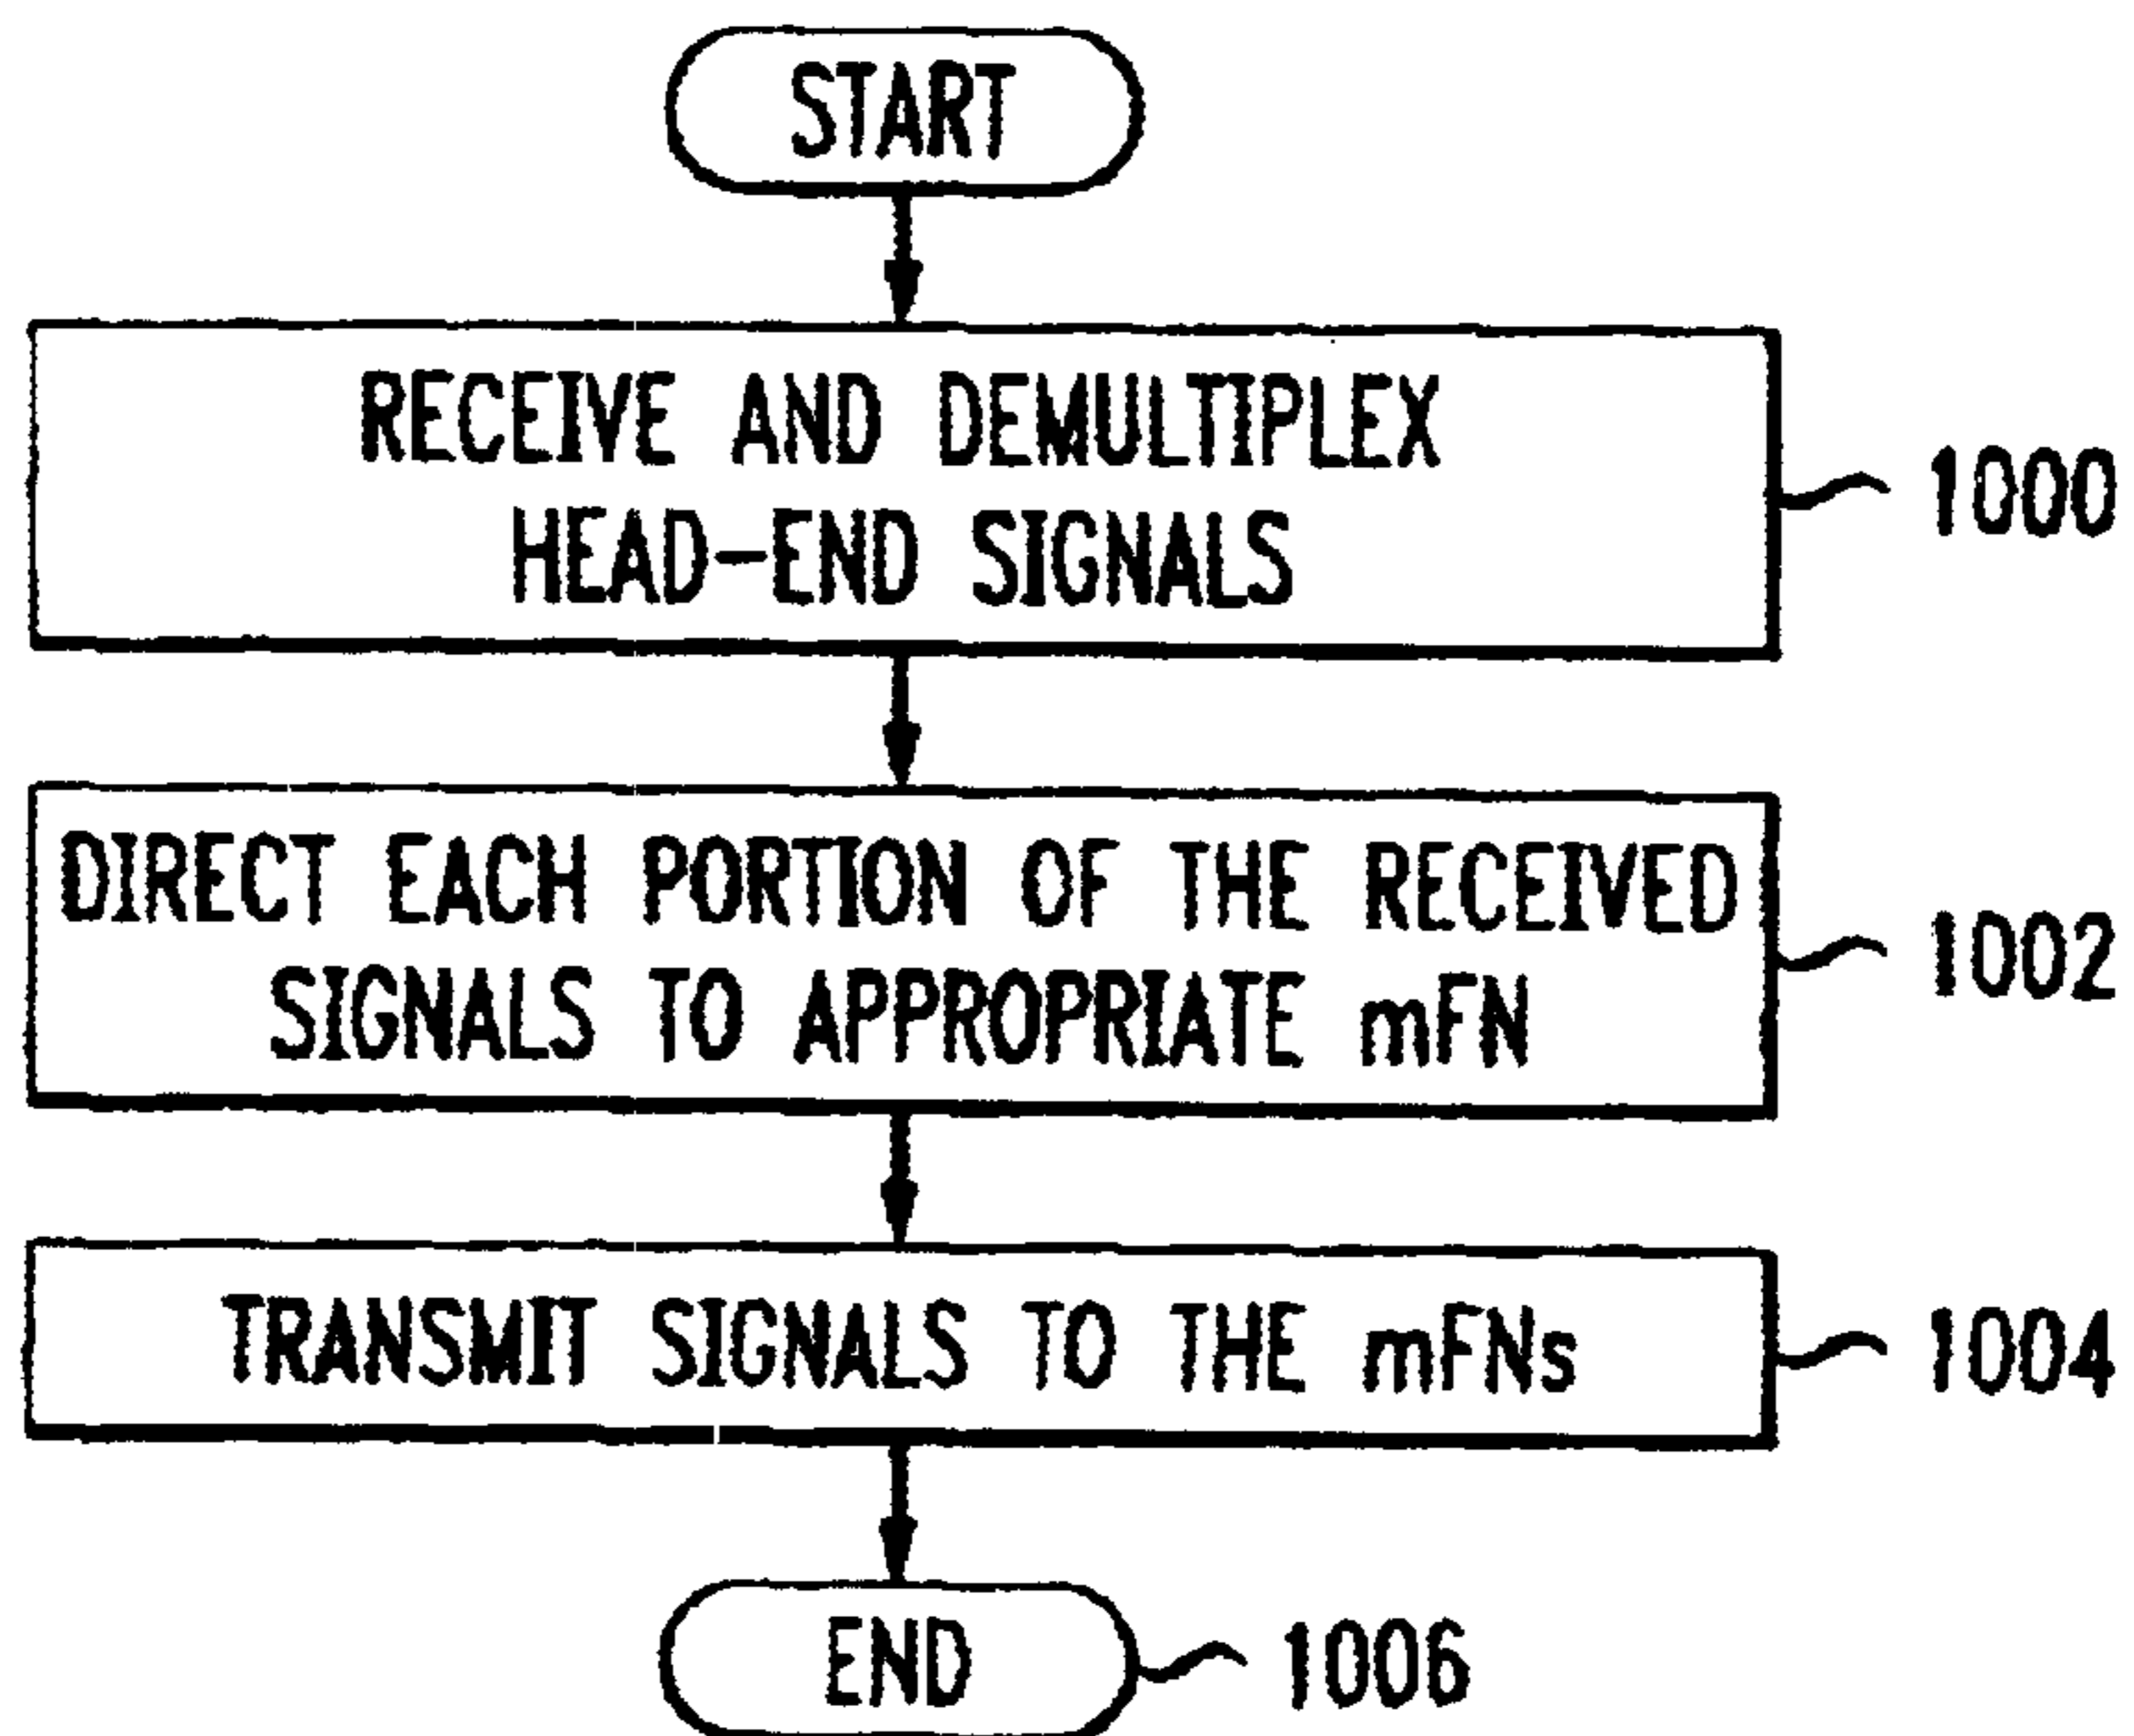 START
RECEIVE AND DEMULTIPLEX
HEAD-END SIGNALS
1000
DIRECT EACH PORTION OF THE RECEIVED
SIGNALS TO APPROPRIATE mFN
1002
TRANSMIT SIGNALS TO THE mFNs
1004
END
1006